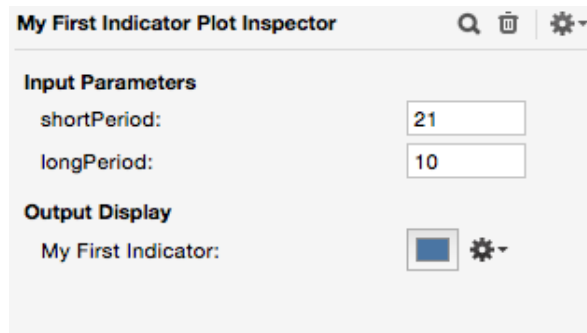 My First Indicator Plot Inspector
Input Parameters
shortPeriod: 21
longPeriod: 10
Output Display
My First Indicator: